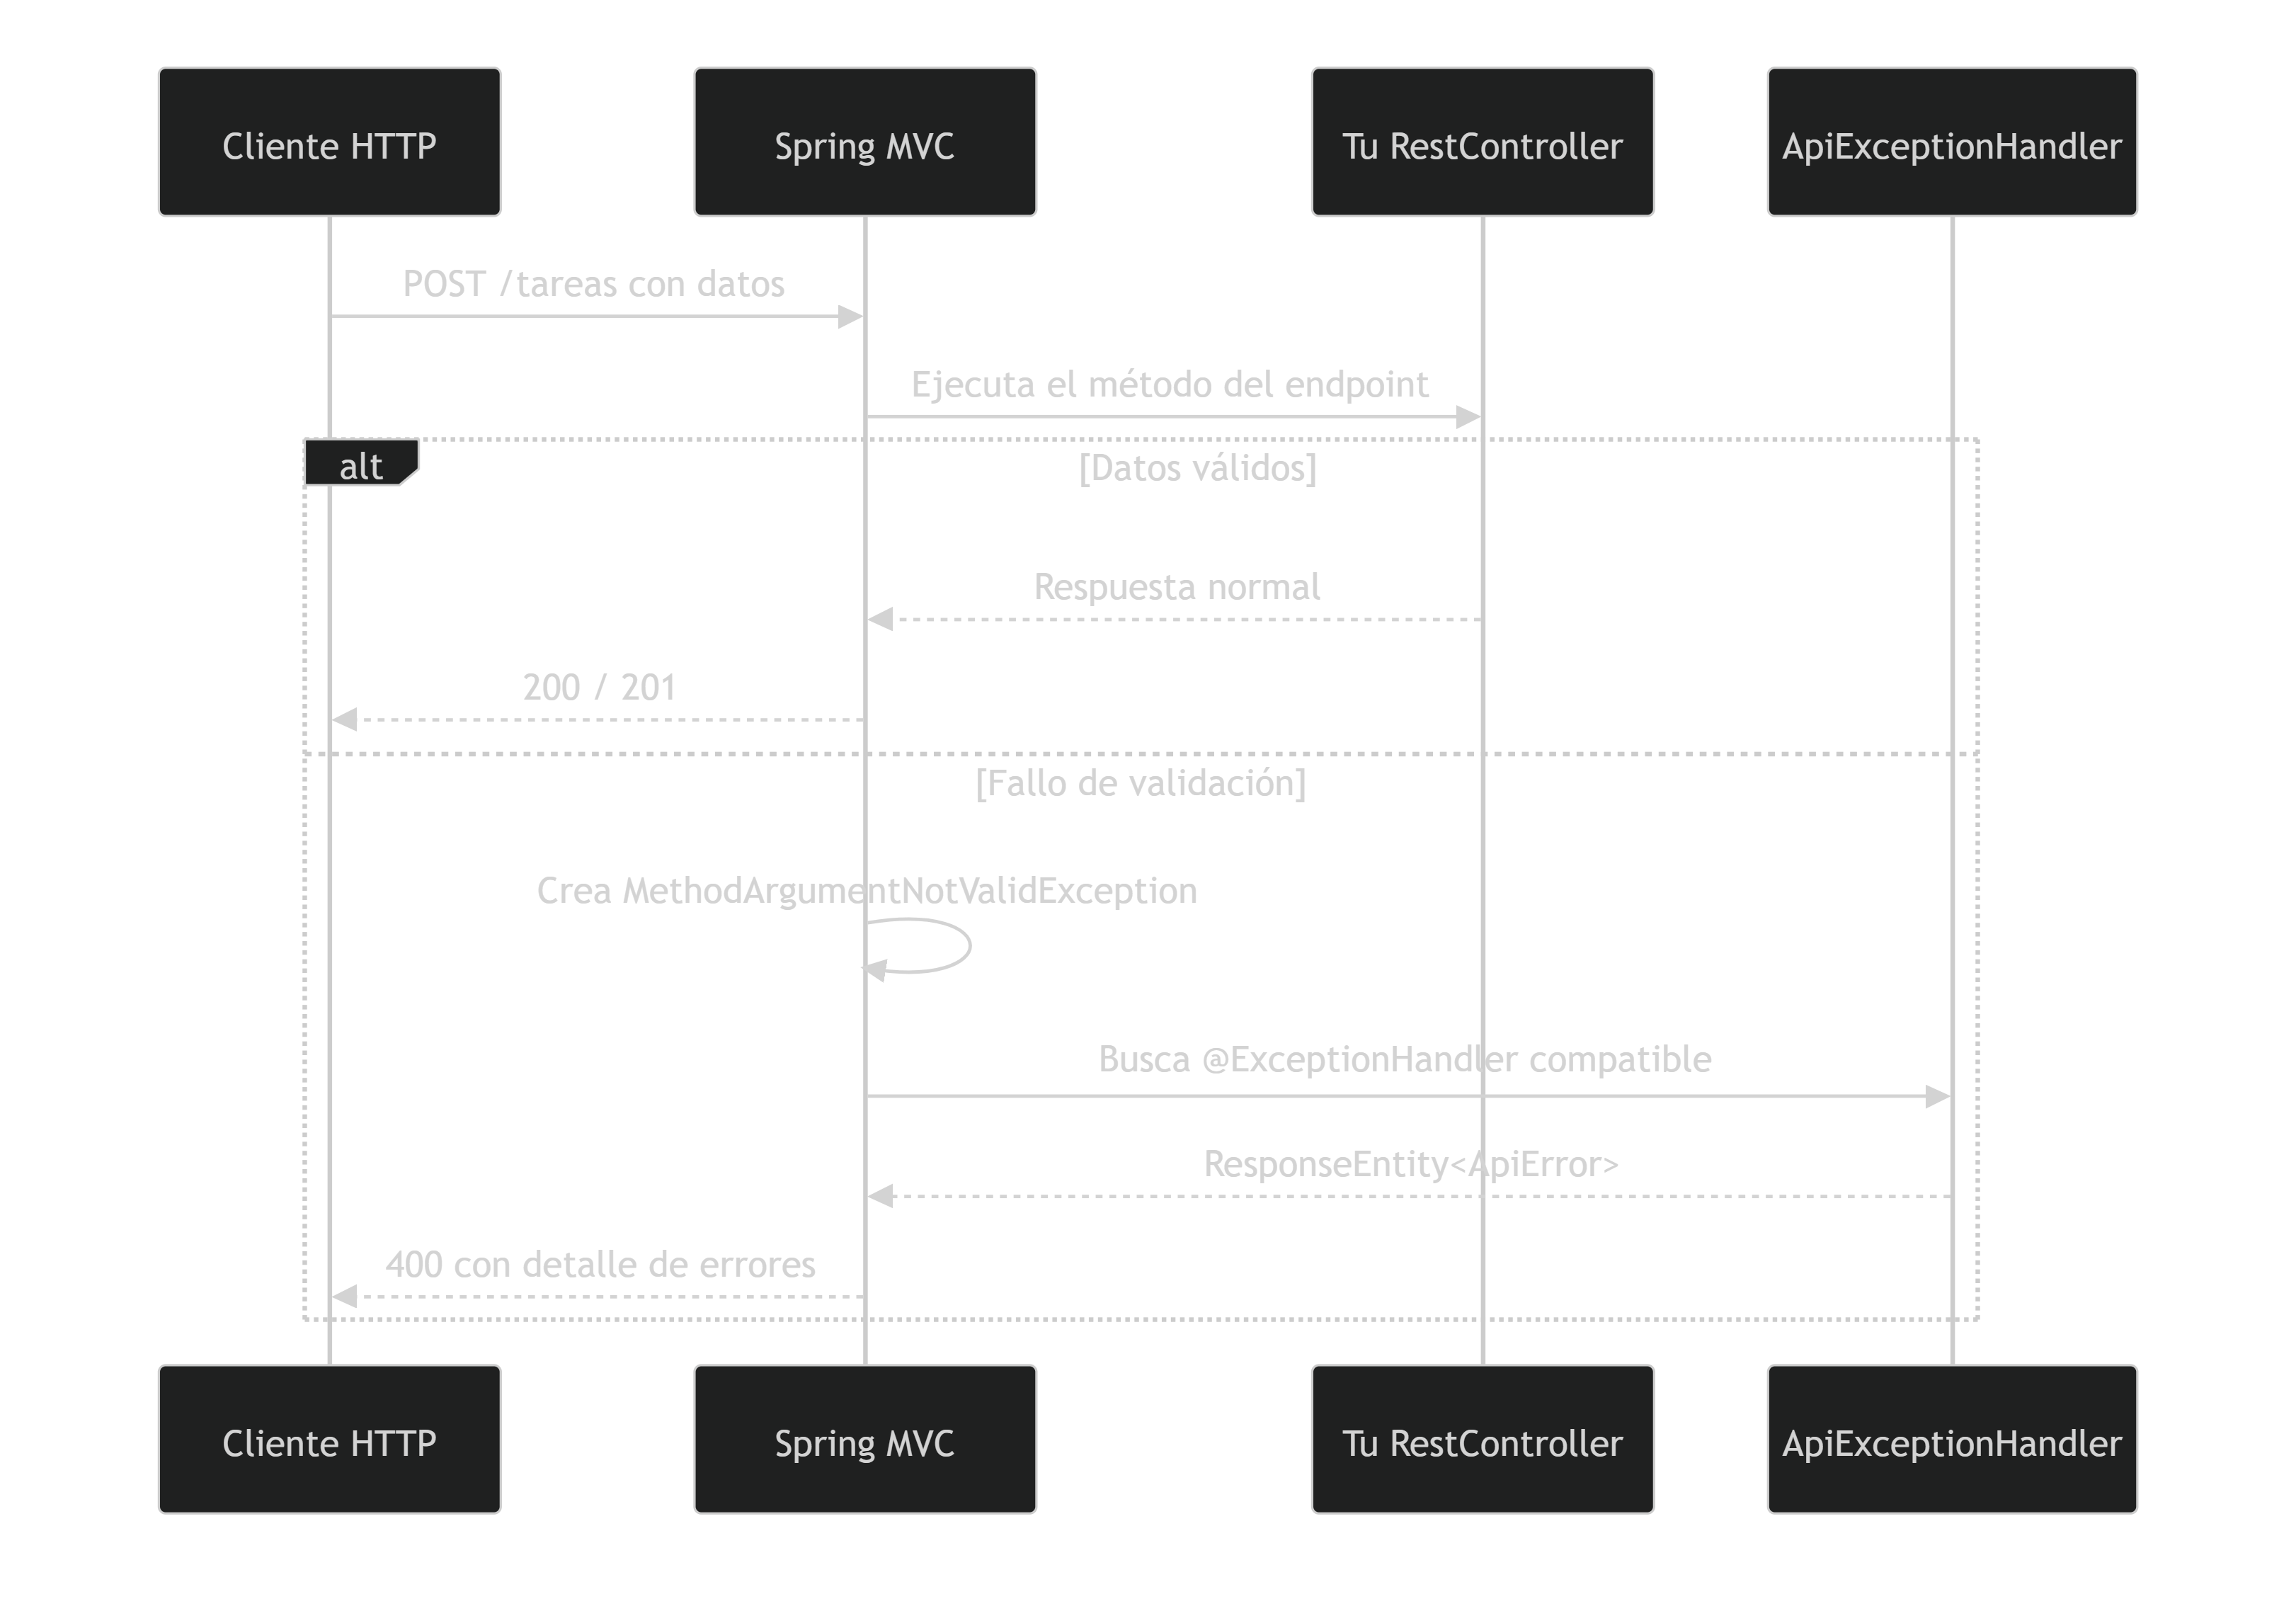 Cliente HTTP
Spring MVC
Tu RestController
ApiExceptionHandler
POST /tareas con datos
Ejecuta el método del endpoint
alt
[Datos válidos]
Respuesta normal
200 / 201
[Fallo de validación]
Crea MethodArgumentNotValidException
Busca @ExceptionHandler compatible
ResponseEntity<ApiError>
400 con detalle de errores
Cliente HTTP
Spring MVC
Tu RestController
ApiExceptionHandler